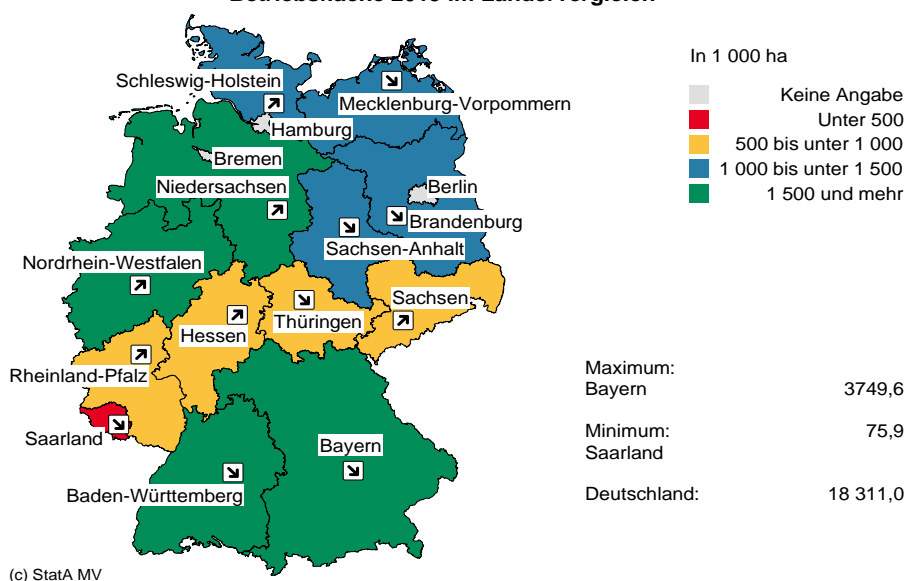 In 1 000 ha
Keine Angabe
Unter 500
500 bis unter 1 000
1 000 bis unter 1 500
1 500 und mehr
Schleswig-Holstein
Mecklenburg-Vorpommern
Hamburg
Bremen
Niedersachsen
Berlin
Brandenburg
Sachsen-Anhalt
Nordrhein-Westfalen
Sachsen
Thüringen
Hessen
Rheinland-Pfalz
Saarland
Bayern
Baden-Württemberg
Maximum:
Bayern 3749,6
Minimum: 75,9
Saarland
Deutschland: 18 311,0
(c) StatA MV